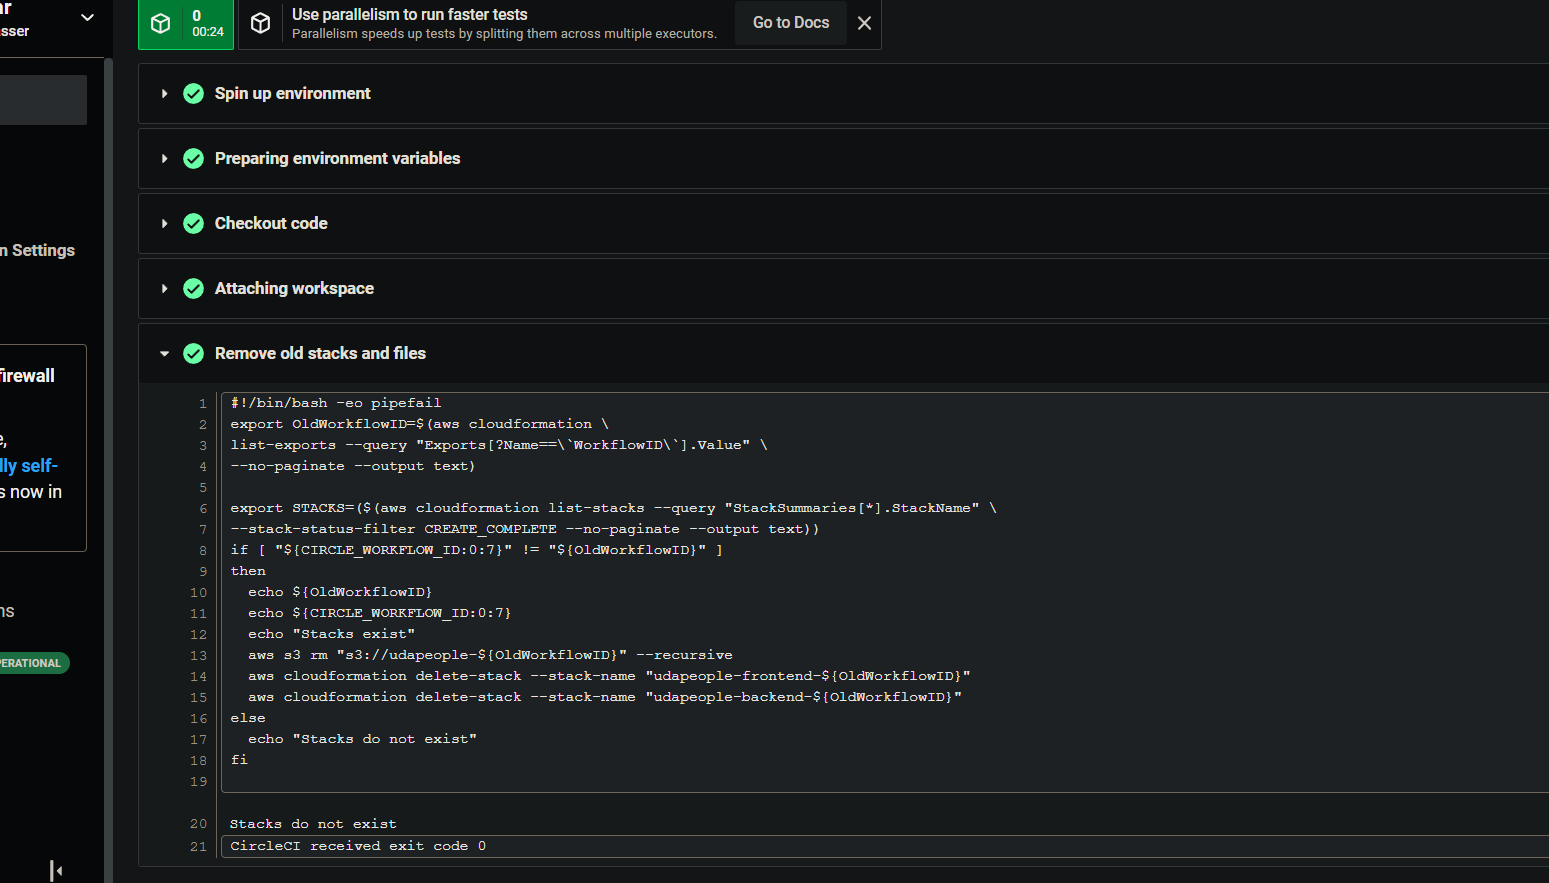 asser
n Settings
firewall
lly self-
s now in
ns
PERATIONAL
0
00:24
Use parallelism to run faster tests
Parallelism speeds up tests by splitting them across multiple executors.
Go to Docs
Spin up environment
Preparing environment variables
Checkout code
Attaching workspace
Remove old stacks and files
1 #!/bin/bash -eo pipefail
2 export OldWorkflowID=$(aws cloudformation \
3 list-exports --query "Exports[?Name==\`WorkflowID\`].Value" \
4 --no-paginate --output text)
5
6 export STACKS=($(aws cloudformation list-stacks --query "StackSummaries[*].StackName" \
7 --stack-status-filter CREATE_COMPLETE --no-paginate --output text))
8 if [ "${CIRCLE_WORKFLOW_ID:0:7}" != "${OldWorkflowID}" ]
9 then
10   echo ${OldWorkflowID}
11   echo ${CIRCLE_WORKFLOW_ID:0:7}
12   echo "Stacks exist"
13   aws s3 rm "s3://udapeople-${OldWorkflowID}" --recursive
14   aws cloudformation delete-stack --stack-name "udapeople-frontend-${OldWorkflowID}"
15   aws cloudformation delete-stack --stack-name "udapeople-backend-${OldWorkflowID}"
16 else
17   echo "Stacks do not exist"
18 fi
19
20 Stacks do not exist
21 CircleCI received exit code 0